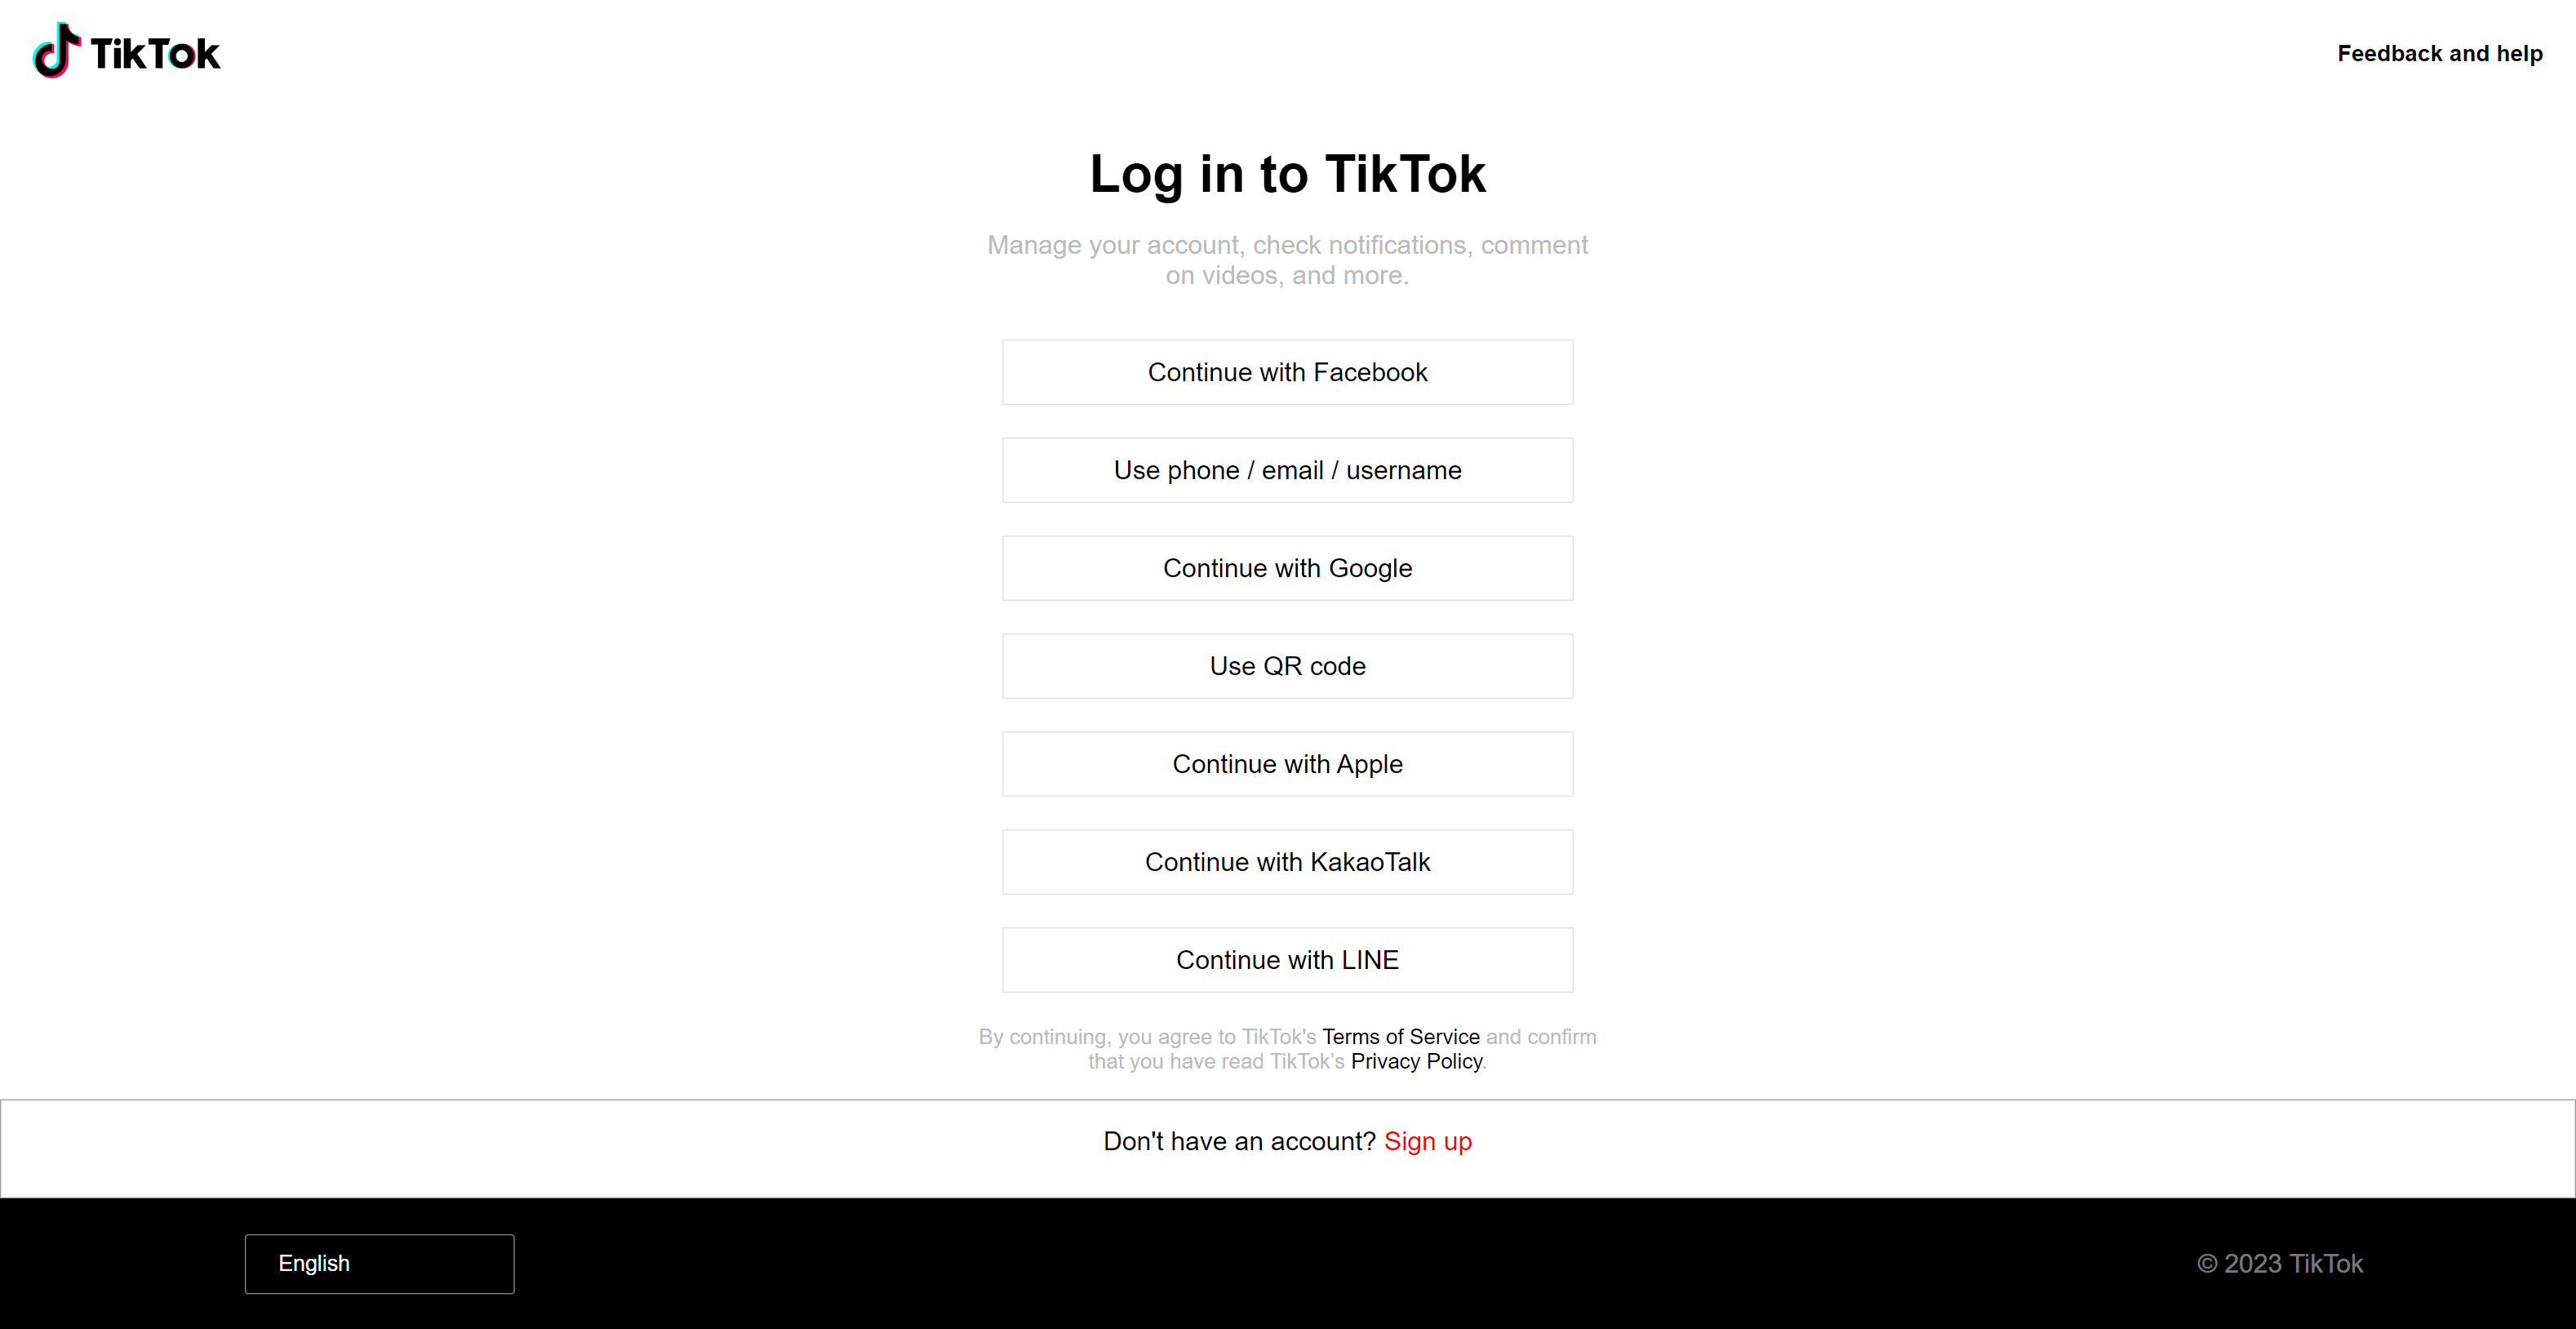 TikTok
Feedback and help
Log in to TikTok
Manage your account, check notifications, comment
on videos, and more.
Continue with Facebook
Use phone / email / username
Continue with Google
Use QR code
Continue with Apple
Continue with KakaoTalk
Continue with LINE
By continuing, you agree to TikTok's Terms of Service and confirm
that you have read TikTok's Privacy Policy.
Don't have an account? Sign up
English
© 2023 TikTok